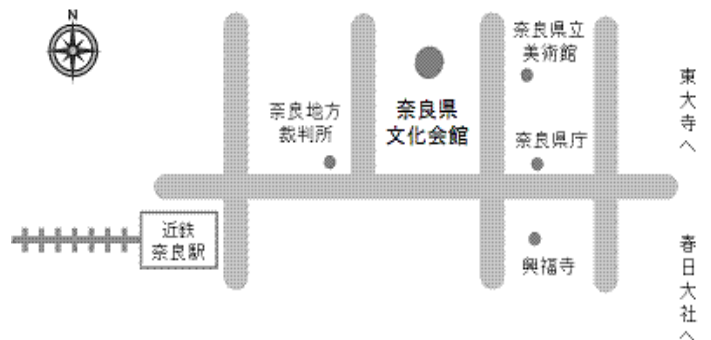 N
奈良県立
美術館
奈良地方
裁判所
奈良県
文化会館
奈良県庁
東大寺へ
近鉄
奈良駅
興福寺
春日大社へ